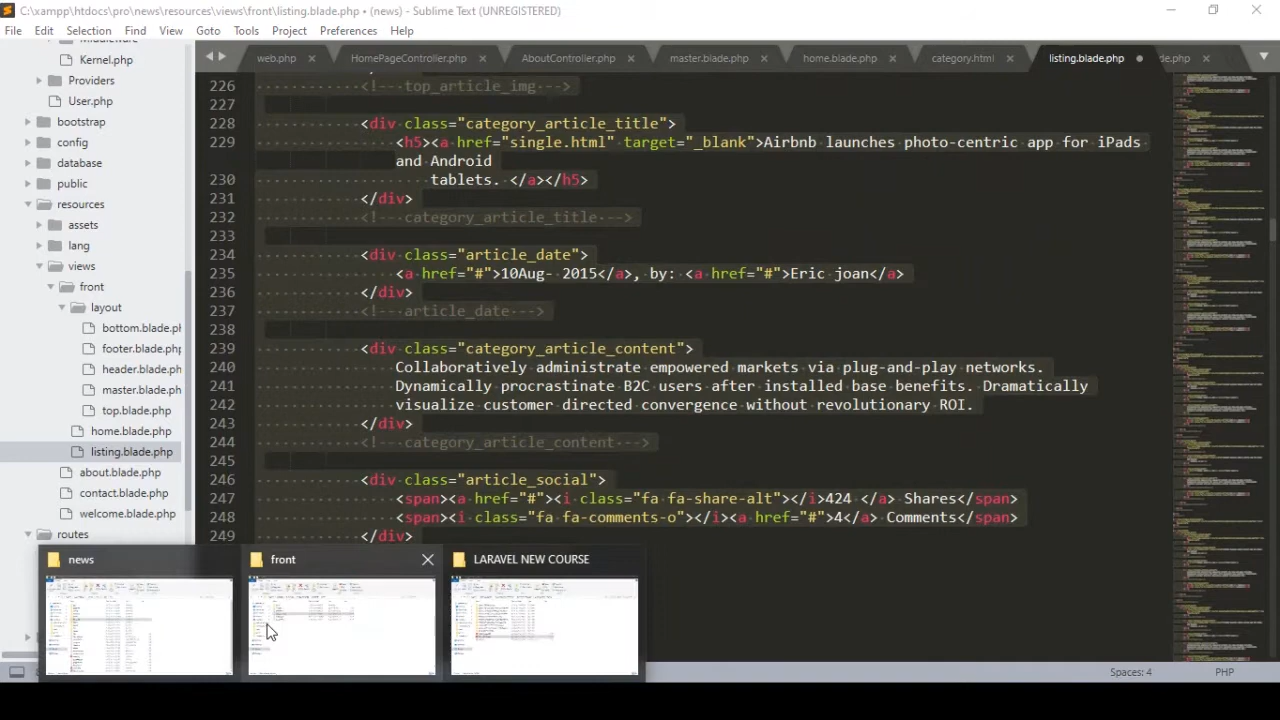 C:\xampp\htdocs\pro\news\resources\views\front\listing.blade.php • (news) - Sublime Text (UNREGISTERED)
File Edit Selection Find View Goto Tools Project Preferences Help
web.php HomePageController.php AboutController.php master.blade.php home.blade.php category.html listing.blade.php de.php
Kernel.php
Providers
User.php
bootstrap
config
database
public
resources
assets
lang
views
front
layout
bottom.blade.ph
footer.blade.php
header.blade.php
master.blade.ph
top.blade.php
home.blade.php
listing.blade.php
about.blade.php
contact.blade.php
welcome.blade.php
routes
226 <!-- top_article_img -->
227
228 <div class="category_article_title">
229 <h5><a href="single.html" target="_blank">Airbnb launches photo-centric app for iPads
and Android
230 tablets. </a></h5>
231 </div>
232 <!-- category_article_title -->
233
234 <div class="article_date">
235 <a href="#">10Aug- 2015</a>, by: <a href="#">Eric joan</a>
236 </div>
237 <!-- article_date -->
238
239 <div class="category_article_content">
240 Collaboratively administrate empowered markets via plug-and-play networks.
241 Dynamically procrastinate B2C users after installed base benefits. Dramatically
242 visualize customer directed convergence without revolutionary ROI.
243 </div>
244 <!-- category_article_content -->
245
246 <div class="article_social">
247 <span><a href="#"><i class="fa fa-share-alt"></i>424 </a> Shares</span>
248 <span><i class="fa fa-comments-o"></i><a href="#">4</a> Comments</span>
249 </div>
news front LARAVEL NEW COURSE
Spaces: 4 PHP